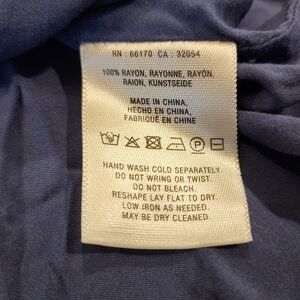 RN : 66170 CA : 32054
100% RAYON, RAYONNE, RAYÓN,
RAION, KUNSTSEIDE
MADE IN CHINA,
HECHO EN CHINA,
FABRIQUÉ EN CHINA
P
HAND WASH COLD SEPARATELY.
DO NOT WRING OR TWIST.
DO NOT BLEACH.
RESHAPE LAY FLAT TO DRY.
LOW IRON AS NEEDED.
MAY BE DRY CLEANED.